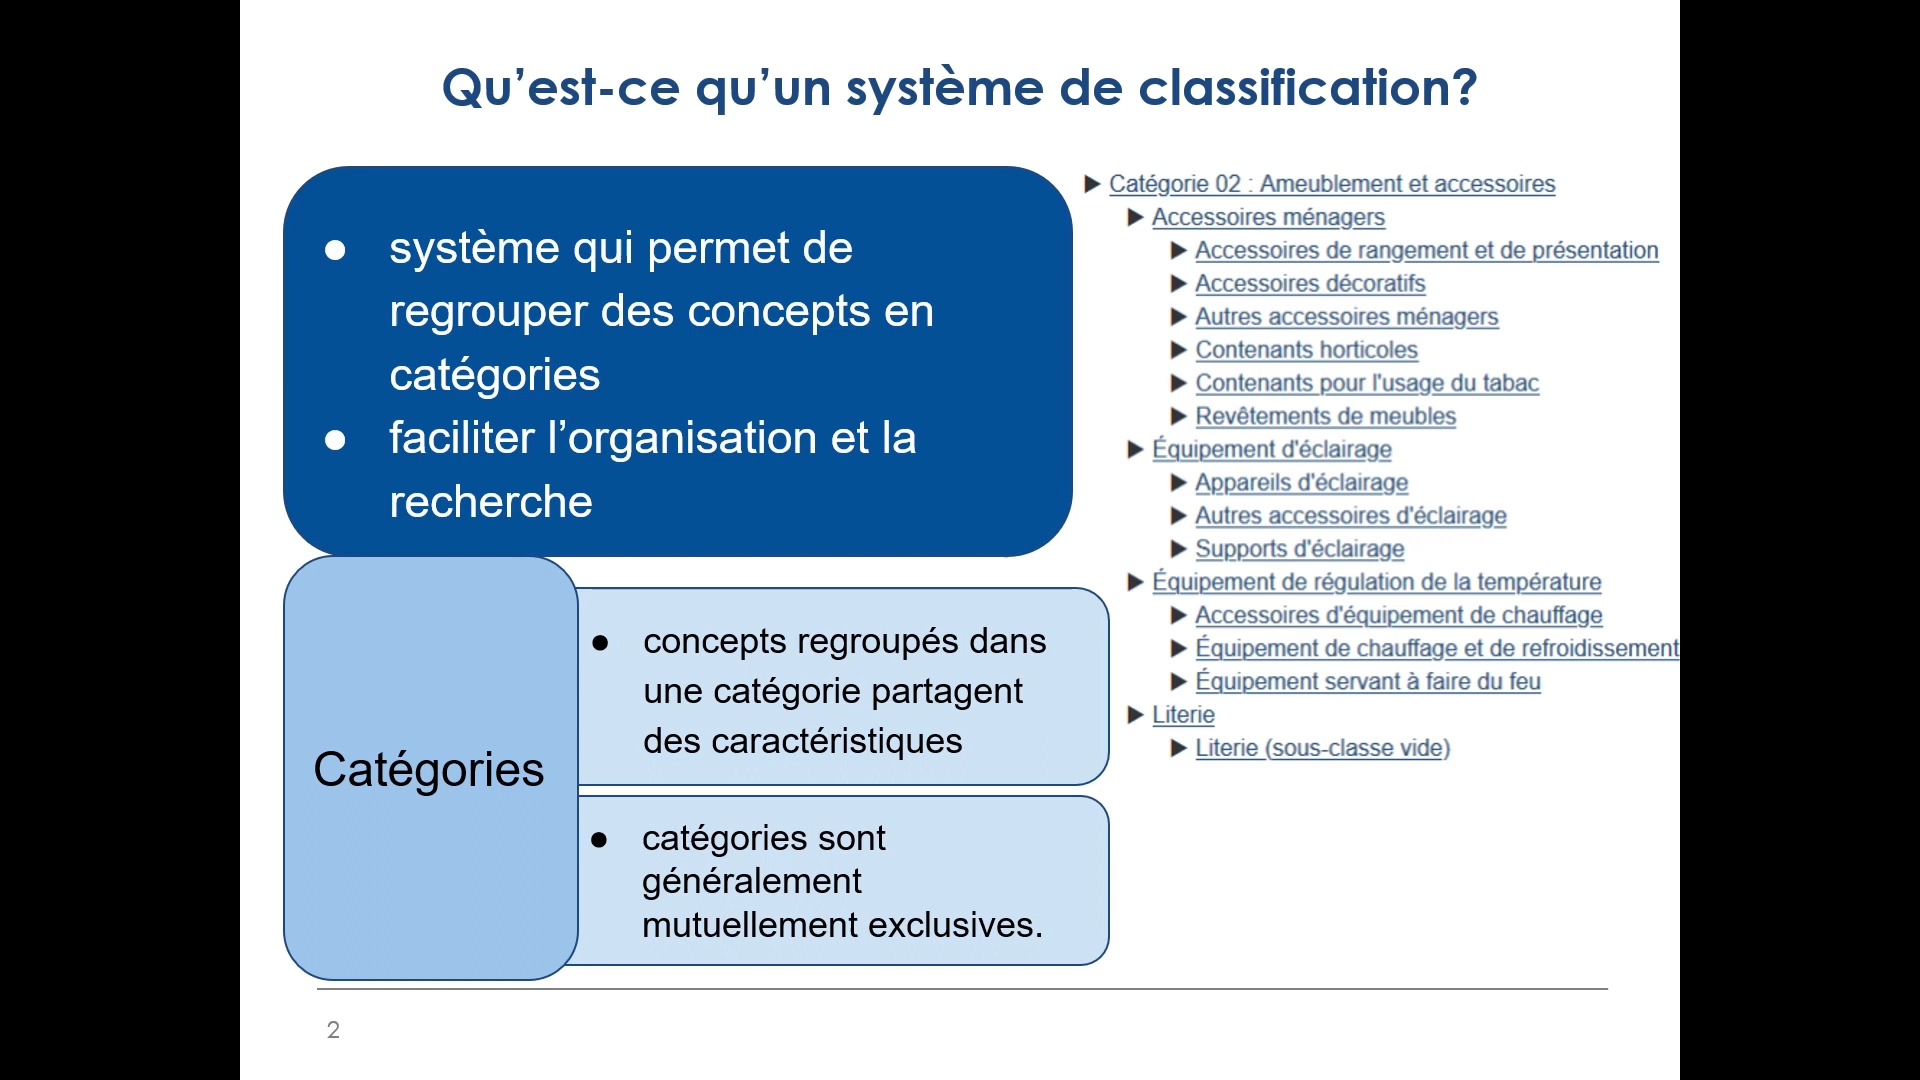 Qu’est-ce qu’un système de classification?
● système qui permet de
regrouper des concepts en
catégories
● faciliter l’organisation et la
recherche
Catégories
● concepts regroupés dans
une catégorie partagent
des caractéristiques
● catégories sont
généralement
mutuellement exclusives.
▶ Catégorie 02 : Ameublement et accessoires
▶ Accessoires ménagers
▶ Accessoires de rangement et de présentation
▶ Accessoires décoratifs
▶ Autres accessoires ménagers
▶ Contenants horticoles
▶ Contenants pour l'usage du tabac
▶ Revêtements de meubles
▶ Équipement d'éclairage
▶ Appareils d'éclairage
▶ Autres accessoires d'éclairage
▶ Supports d'éclairage
▶ Équipement de régulation de la température
▶ Accessoires d'équipement de chauffage
▶ Équipement de chauffage et de refroidissement
▶ Équipement servant à faire du feu
▶ Literie
▶ Literie (sous-classe vide)
2